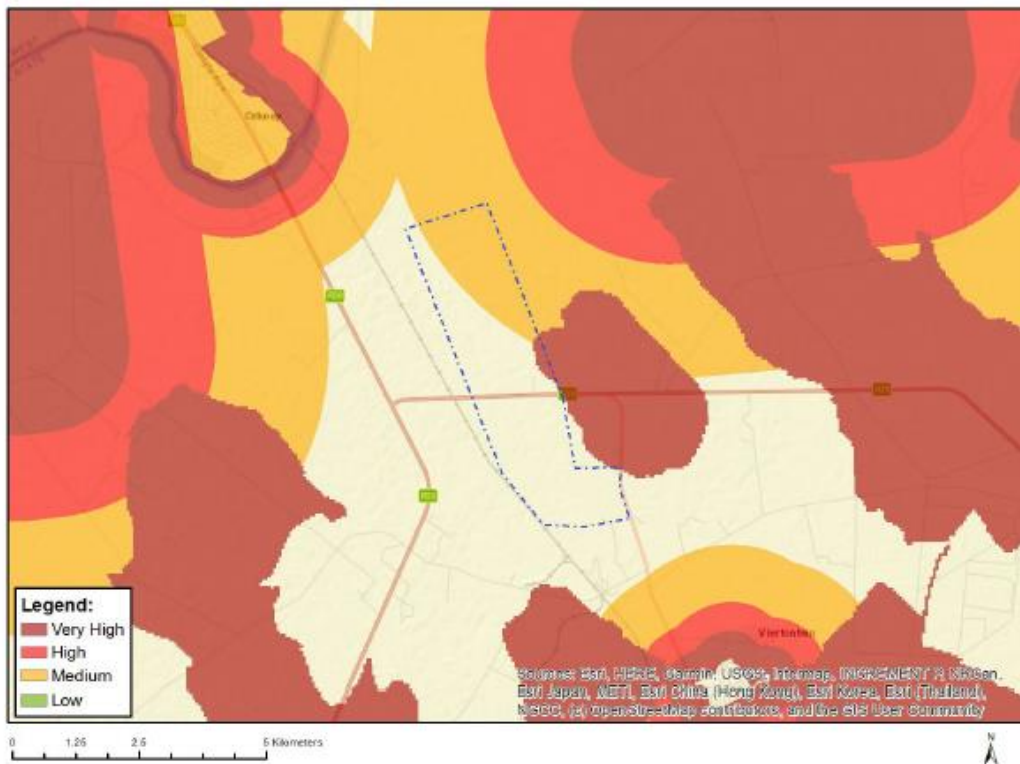 Orkney
Vierfontein
Legend:
Very High
High
Medium
Low
Sources: Esri, HERE, Garmin, USGS, Intermap, INCREMENT P, NRCan,
Esri Japan, METI, Esri China (Hong Kong), Esri Korea, Esri (Thailand),
NGCC, (c) OpenStreetMap contributors, and the GIS User Community
0 1.25 2.5 5 Kilometers
N